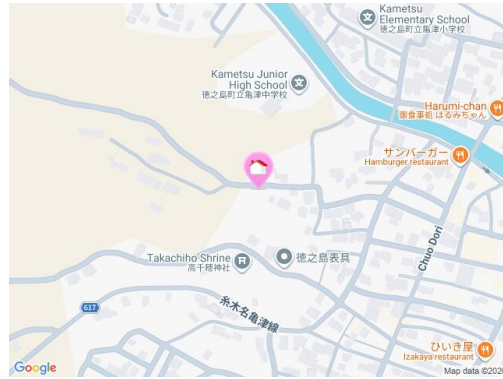 Kametsu
Elementary School
徳之島町立亀津小学校
Kametsu Junior
High School
徳之島町立亀津中学校
Harumi-chan
御食事処 はるみちゃん
サンバーガー
Hamburger restaurant
Takachiho Shrine
高千穂神社
徳之島表具
Chuo Dori
617
糸木名亀津線
ひいき屋
Izakaya restaurant
Google
Map data ©202